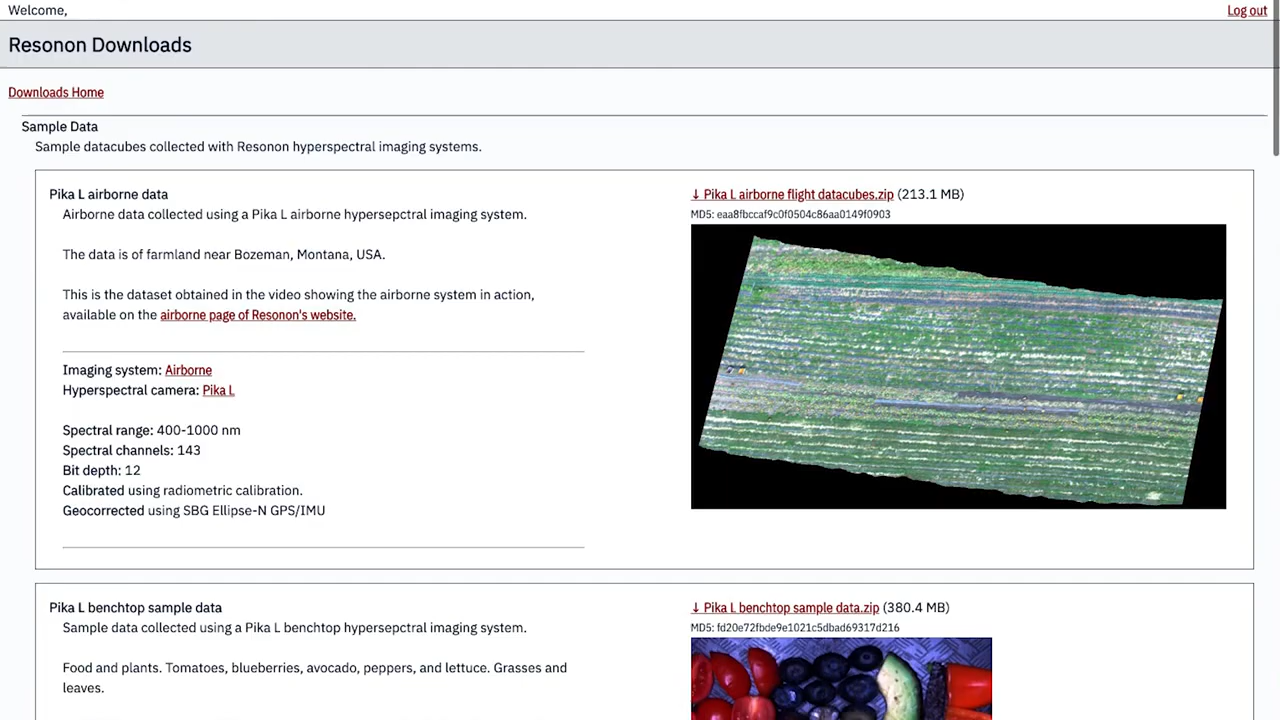 Welcome,
Log out
Resonon Downloads
Downloads Home
Sample Data
Sample datacubes collected with Resonon hyperspectral imaging systems.
Pika L airborne data
Airborne data collected using a Pika L airborne hypersepctral imaging system.
The data is of farmland near Bozeman, Montana, USA.
This is the dataset obtained in the video showing the airborne system in action,
available on the airborne page of Resonon's website.
Imaging system: Airborne
Hyperspectral camera: Pika L
Spectral range: 400-1000 nm
Spectral channels: 143
Bit depth: 12
Calibrated using radiometric calibration.
Geocorrected using SBG Ellipse-N GPS/IMU
↓ Pika L airborne flight datacubes.zip (213.1 MB)
MD5: eaa8fbccaf9c0f0504c86aa0149f0903
Pika L benchtop sample data
Sample data collected using a Pika L benchtop hypersepctral imaging system.
Food and plants. Tomatoes, blueberries, avocado, peppers, and lettuce. Grasses and
leaves.
↓ Pika L benchtop sample data.zip (380.4 MB)
MD5: fd20e72fbde9e1021c5dbad69317d216